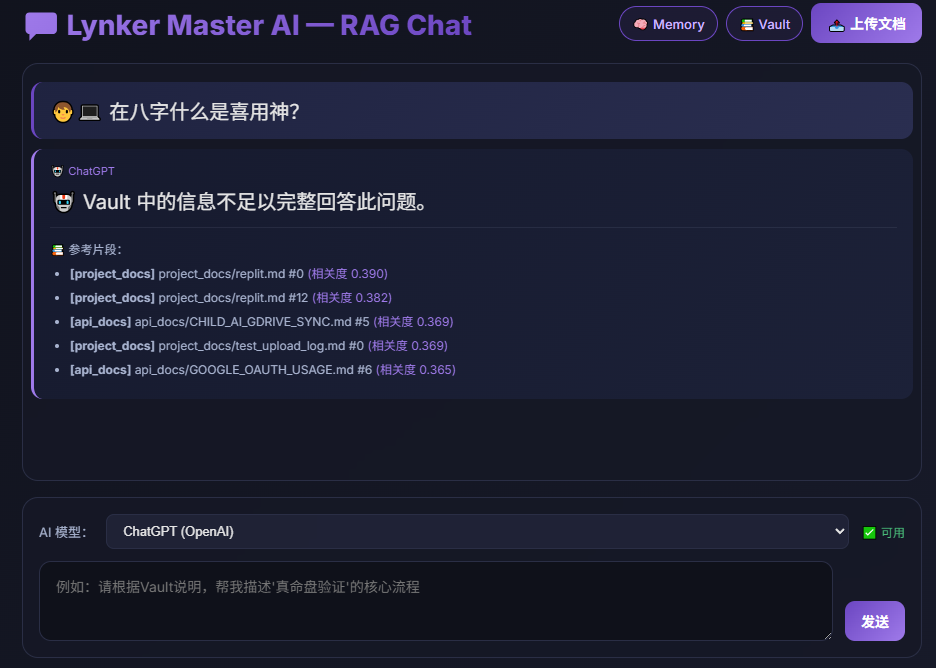 Lynker Master AI — RAG Chat
Memory
Vault
上传文档
在八字什么是喜用神？
ChatGPT
Vault 中的信息不足以完整回答此问题。
参考片段：
[project_docs] project_docs/replit.md #0 (相关度 0.390)
[project_docs] project_docs/replit.md #12 (相关度 0.382)
[api_docs] api_docs/CHILD_AI_GDRIVE_SYNC.md #5 (相关度 0.369)
[project_docs] project_docs/test_upload_log.md #0 (相关度 0.369)
[api_docs] api_docs/GOOGLE_OAUTH_USAGE.md #6 (相关度 0.365)
AI 模型：
ChatGPT (OpenAI)
可用
例如：请根据Vault说明，帮我描述'真命盘验证'的核心流程
发送